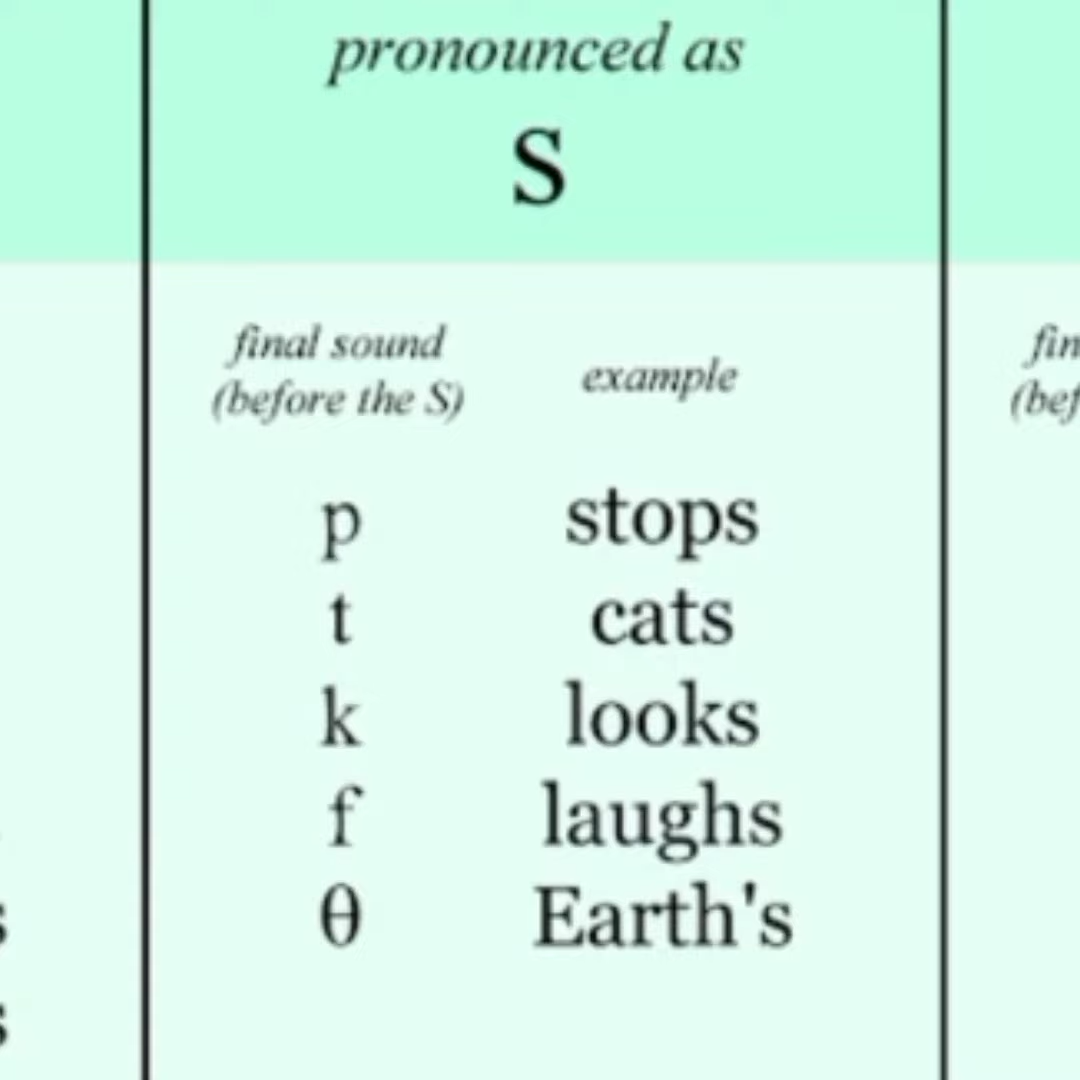 pronounced as
S
final sound
(before the S)
example
p stops
t cats
k looks
f laughs
θ Earth's